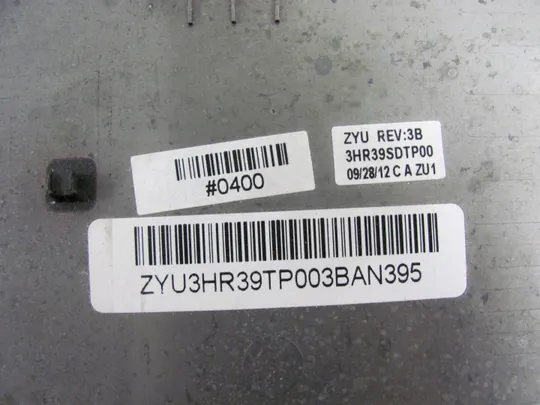 ZYU REV:3B
3HR39SDTP00
09/28/12 C A ZU1
#0400
ZYU3HR39TP003BAN395